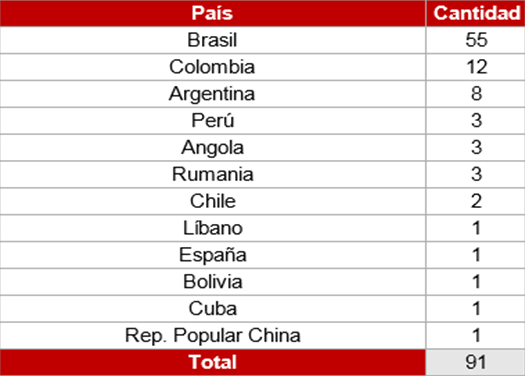 País Cantidad
Brasil 55
Colombia 12
Argentina 8
Perú 3
Angola 3
Rumania 3
Chile 2
Líbano 1
España 1
Bolivia 1
Cuba 1
Rep. Popular China 1
Total 91